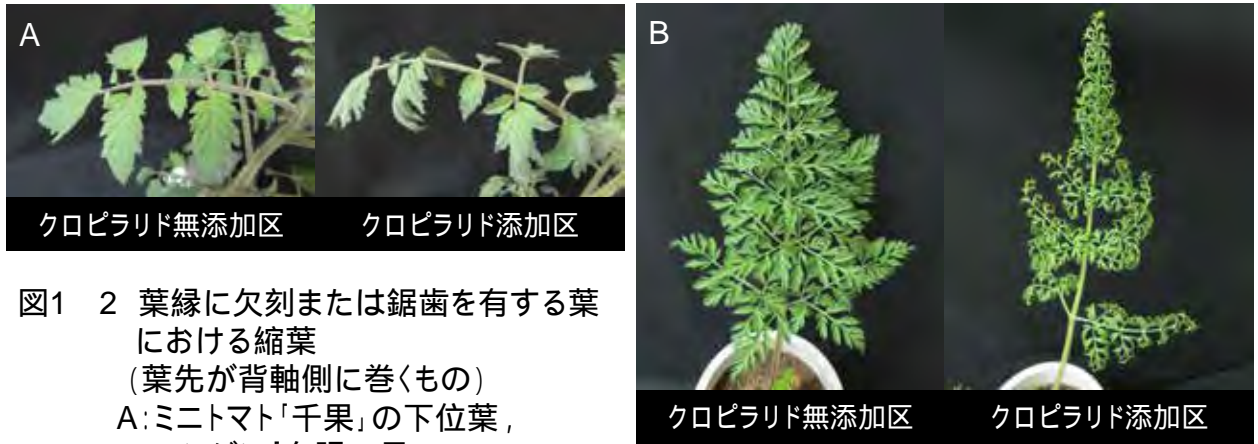 A
クロピラリド無添加区 クロピラリド添加区
図1 2 葉縁に欠刻または鋸歯を有する葉
における縮葉
(葉先が背軸側に巻くもの)
A:ミニトマト「千果」の下位葉,
B
クロピラリド無添加区 クロピラリド添加区